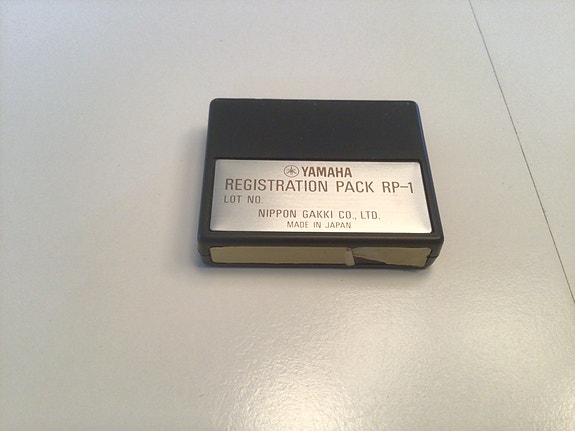 YAMAHA
REGISTRATION PACK RP-1
LOT NO.
NIPPON GAKKI CO., LTD.
MADE IN JAPAN